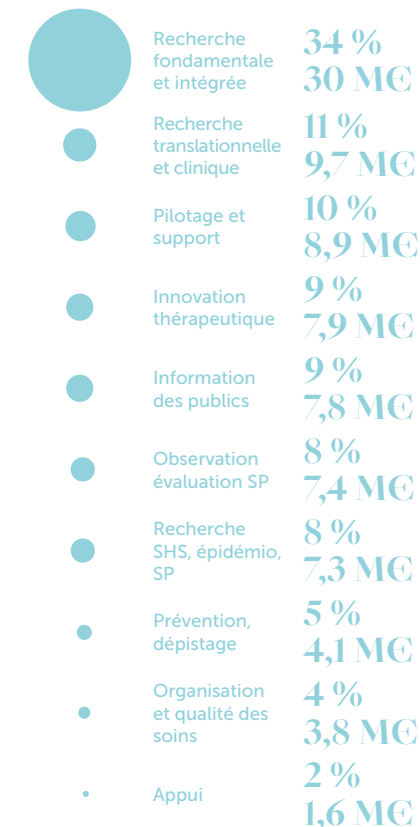 Recherche
fondamentale
et intégrée
34 %
30 M€
Recherche
translationnelle
et clinique
11 %
9,7 M€
Pilotage et
support
10 %
8,9 M€
Innovation
thérapeutique
9 %
7,9 M€
Information
des publics
9 %
7,8 M€
Observation
évaluation SP
8 %
7,4 M€
Recherche
SHS, épidémio,
SP
8 %
7,3 M€
Prévention,
dépistage
5 %
4,1 M€
Organisation
et qualité des
soins
4 %
3,8 M€
Appui
2 %
1,6 M€